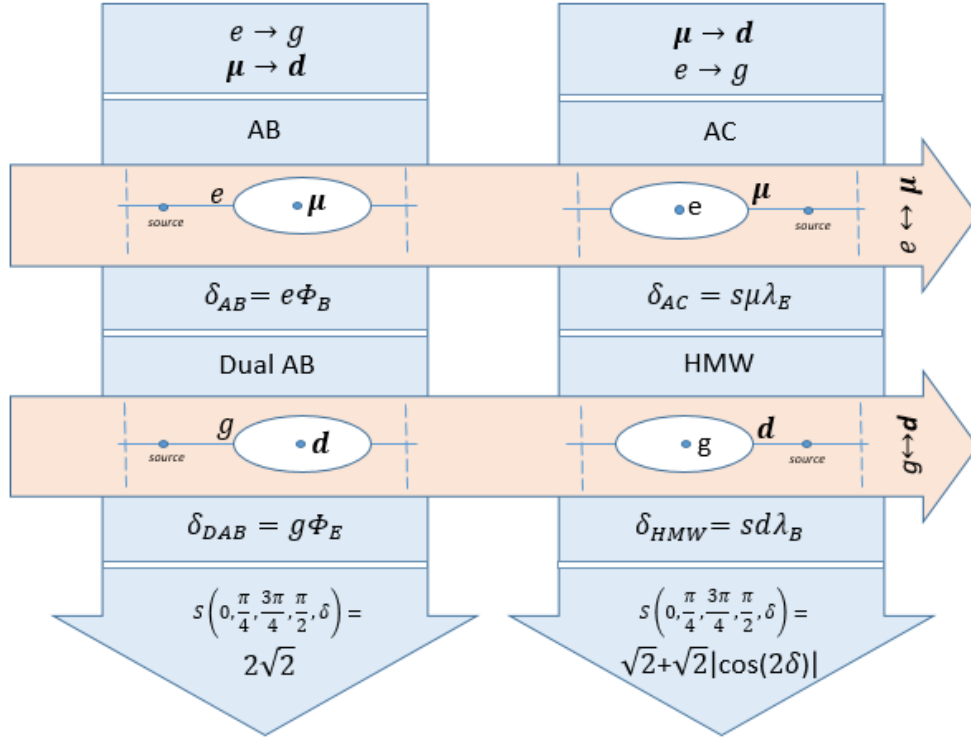 e → g
μ → d
μ → d
e → g
AB
AC
e
μ
source
e
μ
source
e ↔ μ
δ_AB = eΦ_B
δ_AC = sμλ_E
Dual AB
HMW
g
d
source
g
d
source
g↔d
δ_DAB = gΦ_E
δ_HMW = sdλ_B
S(0, π/4, 3π/4, π/2, δ) =
2√2
S(0, π/4, 3π/4, π/2, δ) =
√2+√2|cos(2δ)|